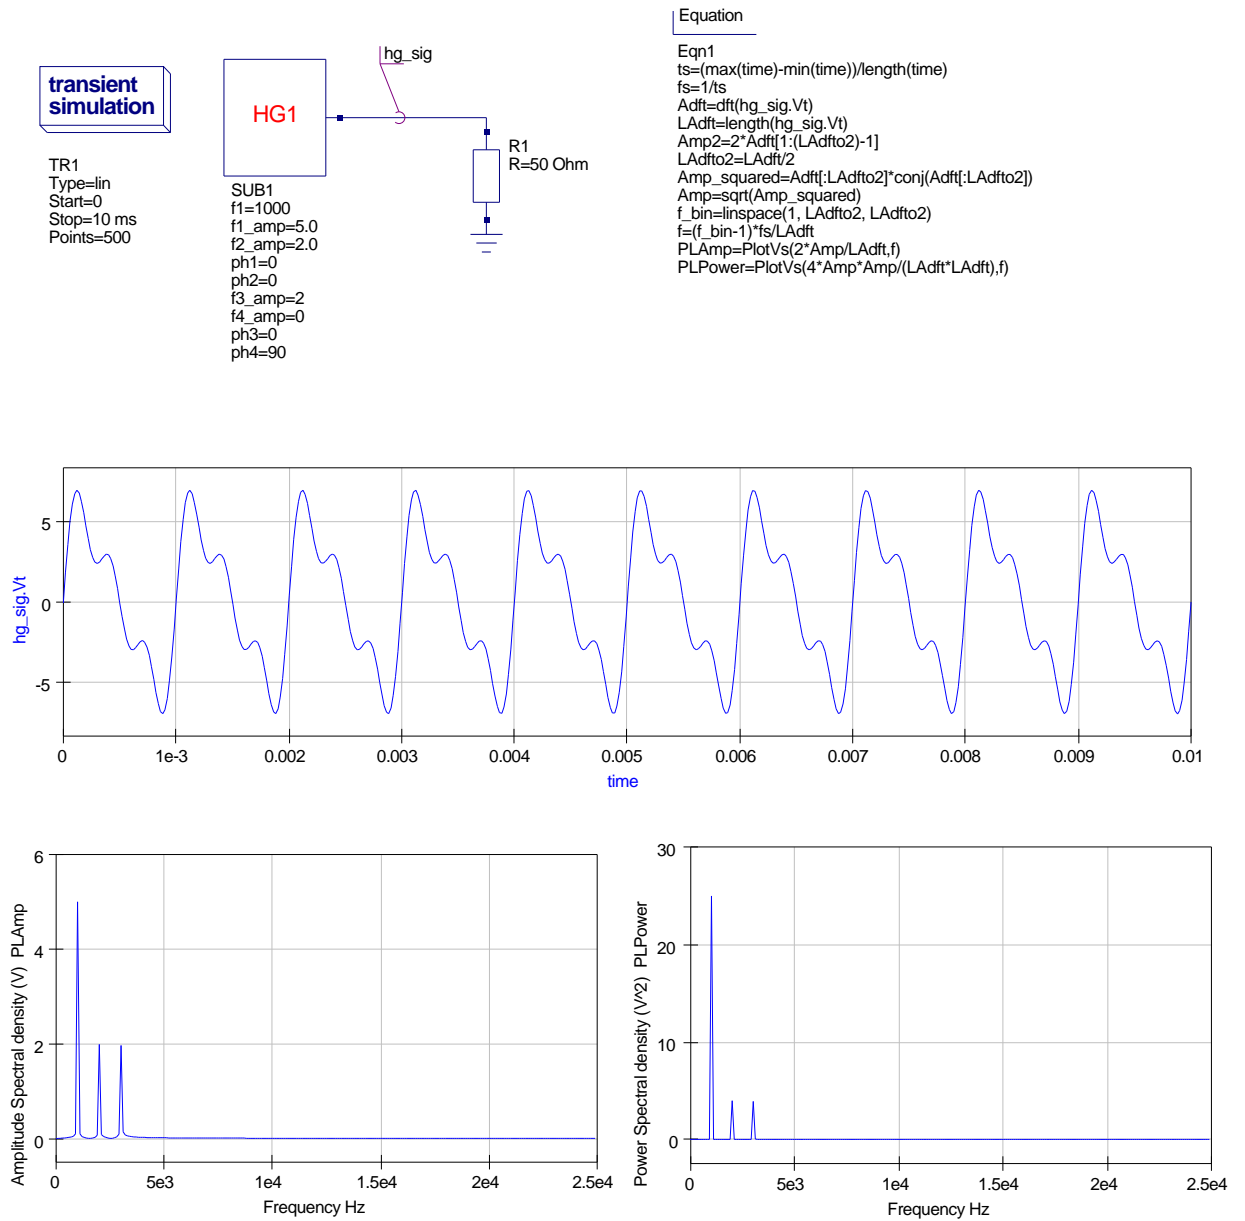 transient
simulation
TR1
Type=lin
Start=0
Stop=10 ms
Points=500
HG1
SUB1
f1=1000
f1_amp=5.0
f2_amp=2.0
ph1=0
ph2=0
f3_amp=2
f4_amp=0
ph3=0
ph4=90
hg_sig
R1
R=50 Ohm
Equation
Eqn1
ts=(max(time)-min(time))/length(time)
fs=1/ts
Adft=dft(hg_sig.Vt)
LAdft=length(hg_sig.Vt)
Amp2=2*Adft[1:(LAdfto2)-1]
LAdfto2=LAdft/2
Amp_squared=Adft[:LAdfto2]*conj(Adft[:LAdfto2])
Amp=sqrt(Amp_squared)
f_bin=linspace(1, LAdfto2, LAdfto2)
f=(f_bin-1)*fs/LAdft
PLAmp=PlotVs(2*Amp/LAdft,f)
PLPower=PlotVs(4*Amp*Amp/(LAdft*LAdft),f)
hg_sig.Vt
5
0
-5
0 1e-3 0.002 0.003 0.004 0.005 0.006 0.007 0.008 0.009 0.01
time
Amplitude Spectral density (V) PLAmp
6
4
2
0
0 5e3 1e4 1.5e4 2e4 2.5e4
Frequency Hz
Power Spectral density (V^2) PLPower
30
20
10
0
0 5e3 1e4 1.5e4 2e4 2.5e4
Frequency Hz